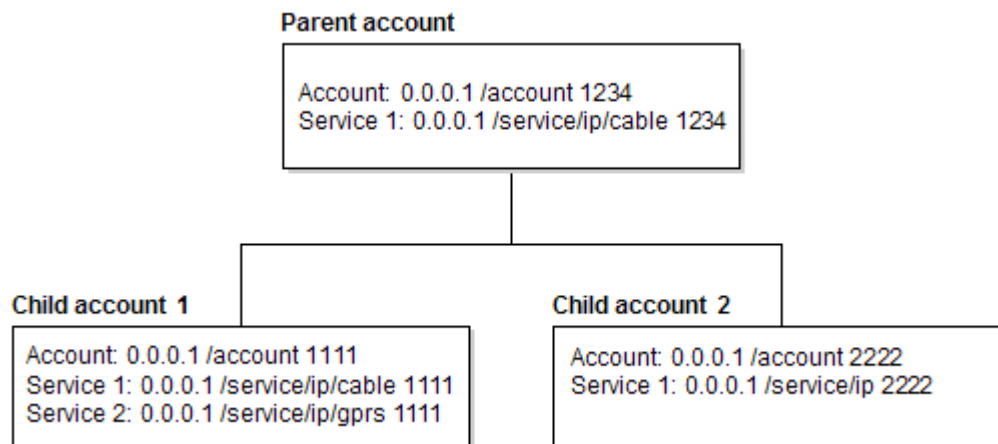 Parent account
Account: 0.0.0.1 /account 1234
Service 1: 0.0.0.1 /service/ip/cable 1234
Child account 1
Account: 0.0.0.1 /account 1111
Service 1: 0.0.0.1 /service/ip/cable 1111
Service 2: 0.0.0.1 /service/ip/gprs 1111
Child account 2
Account: 0.0.0.1 /account 2222
Service 1: 0.0.0.1 /service/ip 2222